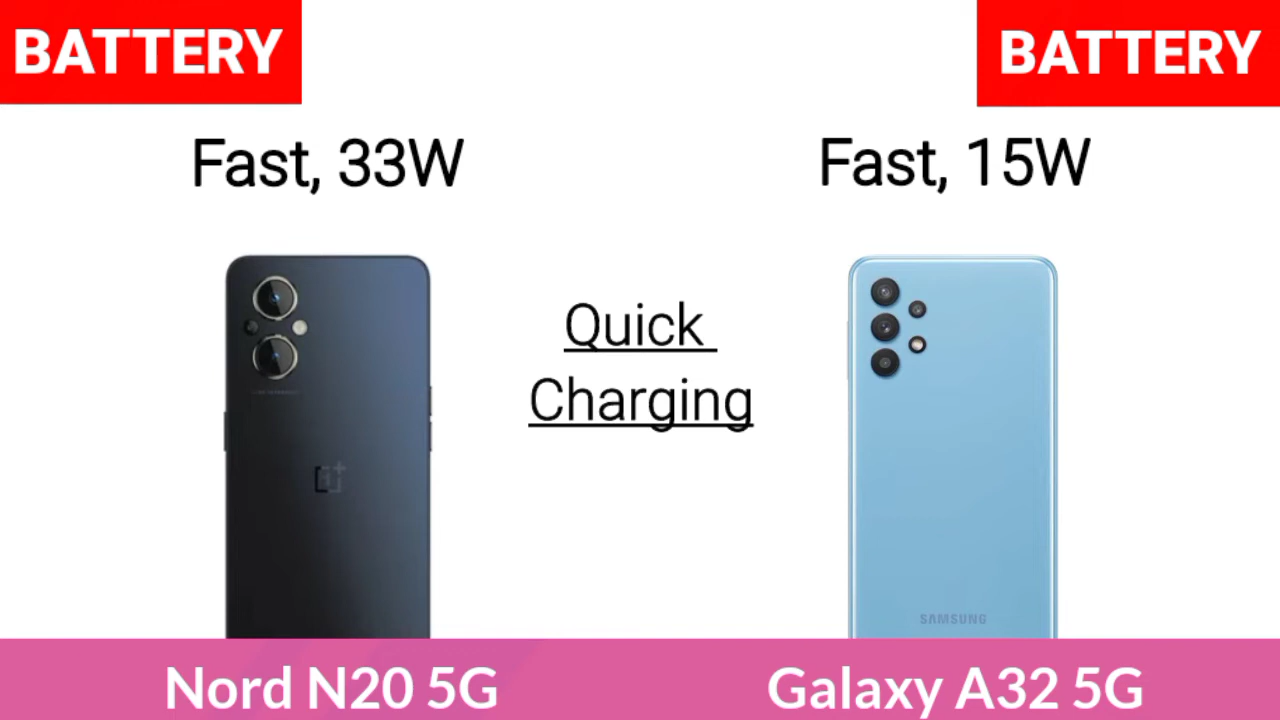 BATTERY
BATTERY
Fast, 33W
Fast, 15W
Quick
Charging
SAMSUNG
Nord N20 5G
Galaxy A32 5G